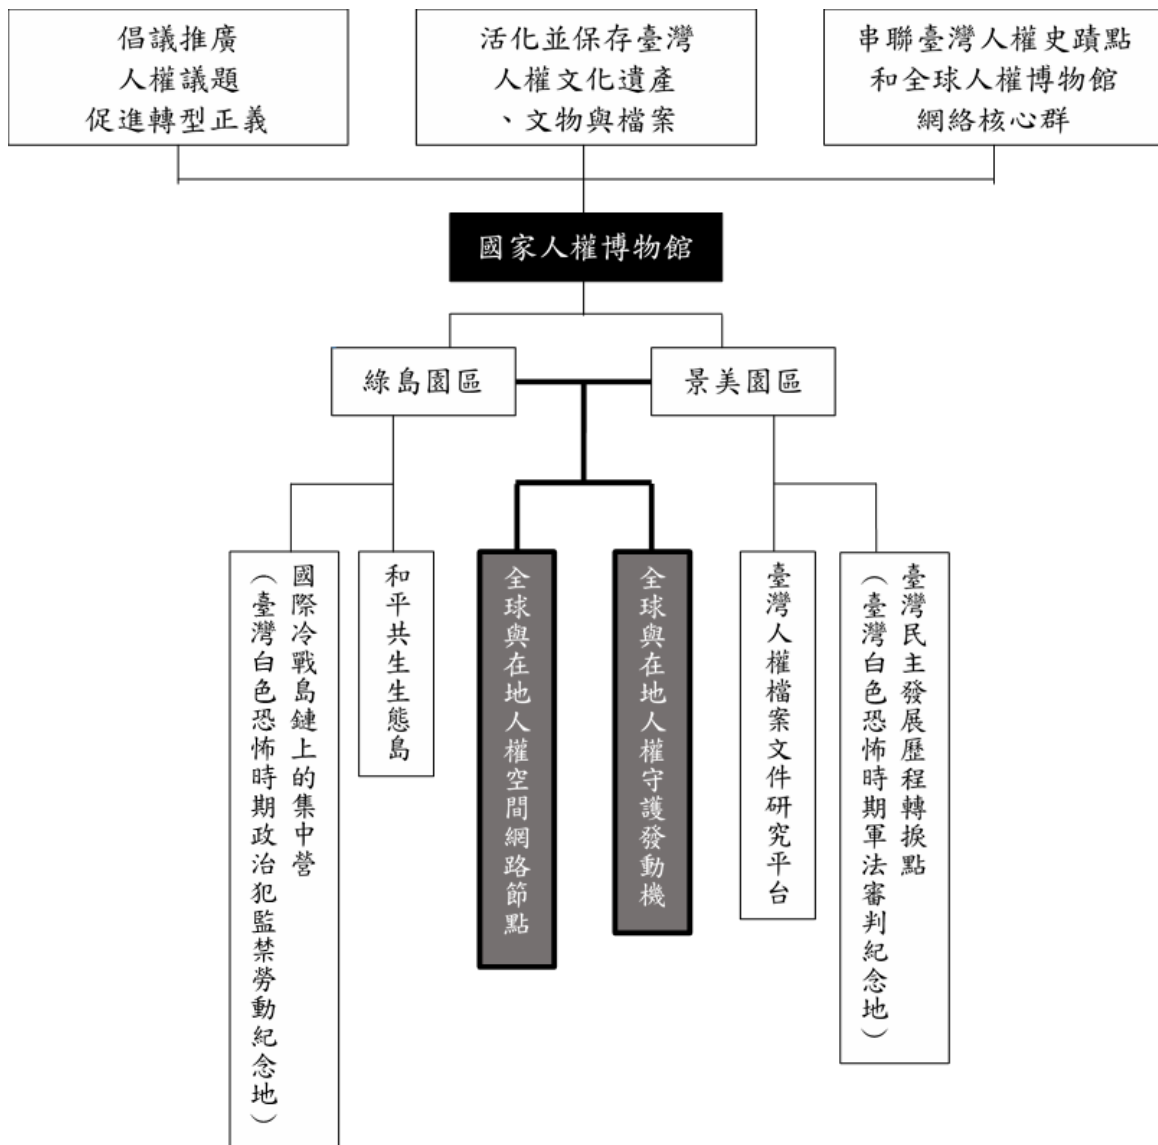 倡議推廣
人權議題
促進轉型正義
活化並保存臺灣
人權文化遺產
、文物與檔案
串聯臺灣人權史蹟點
和全球人權博物館
網絡核心群
國家人權博物館
綠島園區
景美園區
國際冷戰島鏈上的集中營
（臺灣白色恐怖時期政治犯監禁勞動紀念地）
和平共生生態島
全球與在地人權空間網路節點
全球與在地人權守護發動機
臺灣人權檔案文件研究平台
臺灣民主發展歷程轉捩點
（臺灣白色恐怖時期軍法審判紀念地）